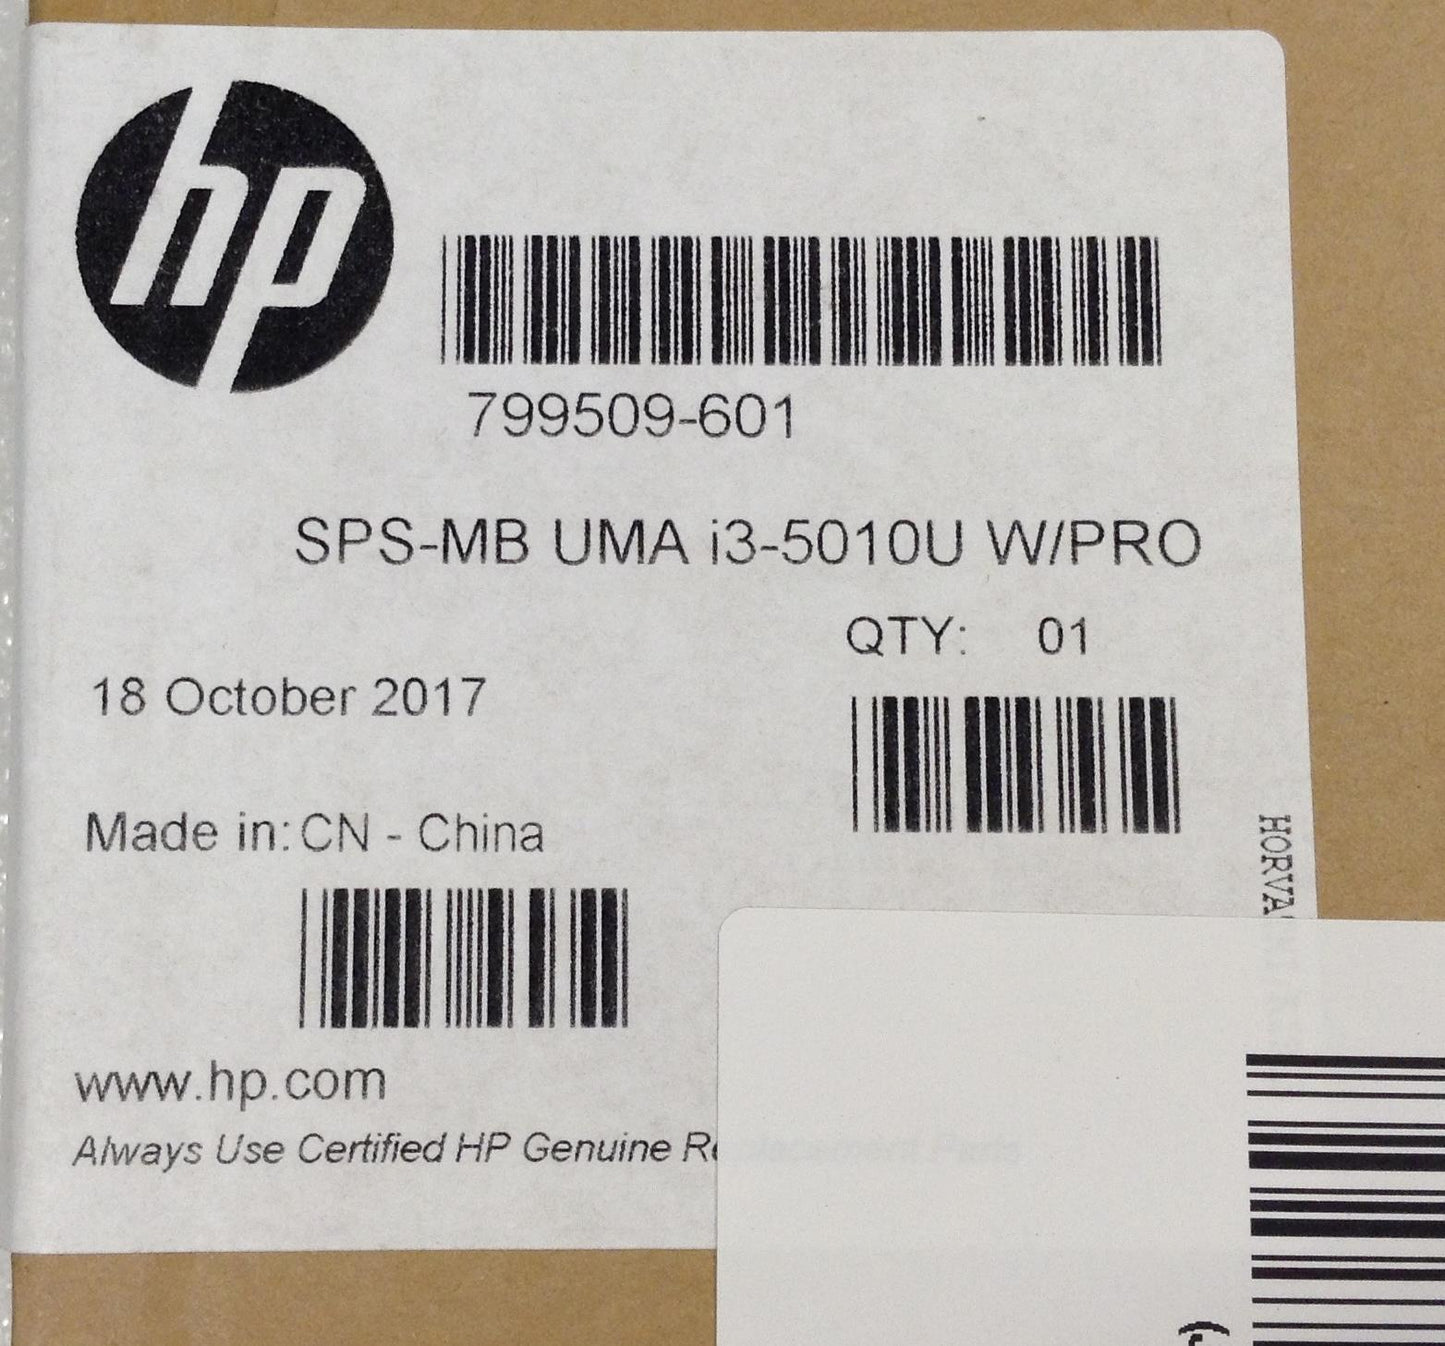 hp
799509-601
SPS-MB UMA i3-5010U W/PRO
QTY: 01
18 October 2017
Made in: CN - China
www.hp.com
Always Use Certified HP Genuine